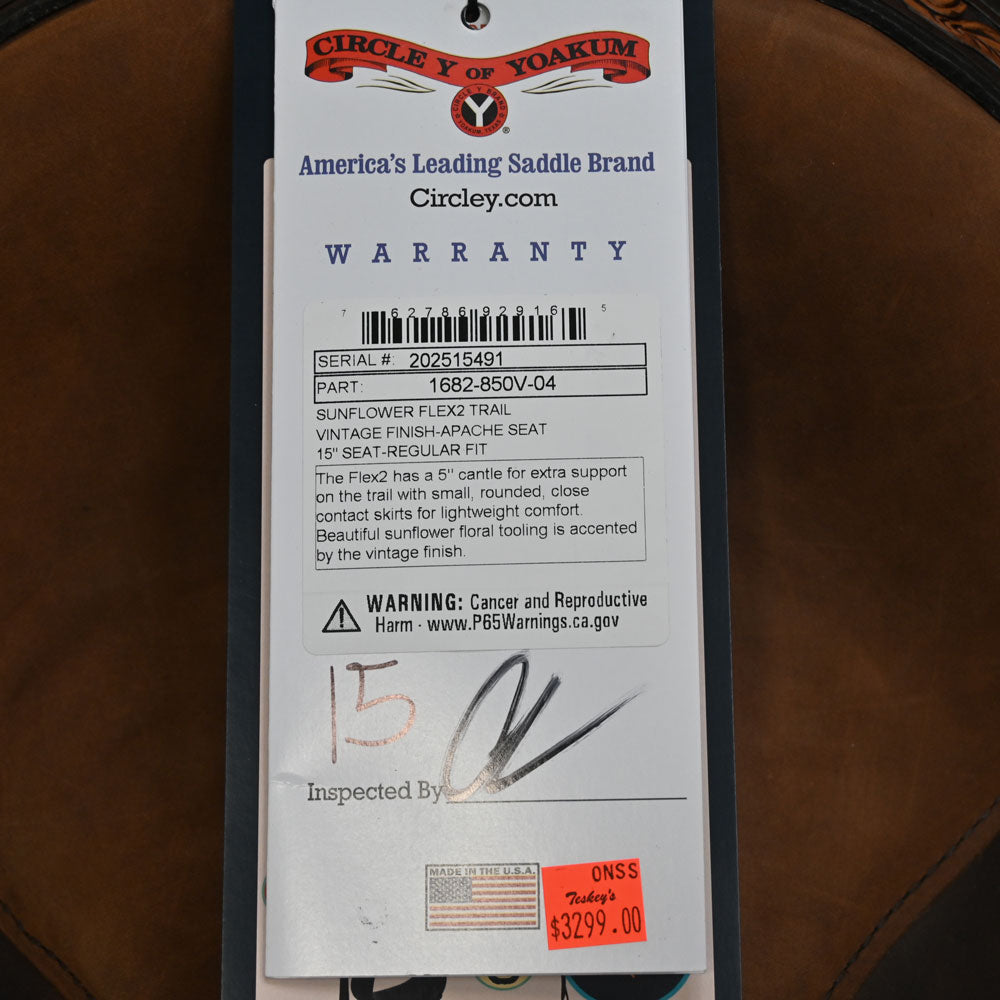 CIRCLE Y OF YOAKUM
CIRCLE Y BRAND
Y
YOAKUM, TEXAS
®
America's Leading Saddle Brand
Circley.com
WARRANTY
7 62786 92916 5
SERIAL #: 202515491
PART: 1682-850V-04
SUNFLOWER FLEX2 TRAIL
VINTAGE FINISH-APACHE SEAT
15" SEAT-REGULAR FIT
The Flex2 has a 5" cantle for extra support
on the trail with small, rounded, close
contact skirts for lightweight comfort.
Beautiful sunflower floral tooling is accented
by the vintage finish.
WARNING: Cancer and Reproductive
Harm - www.P65Warnings.ca.gov
15
Inspected By
MADE IN THE U.S.A.
ONSS
Teskey's
$3299.00